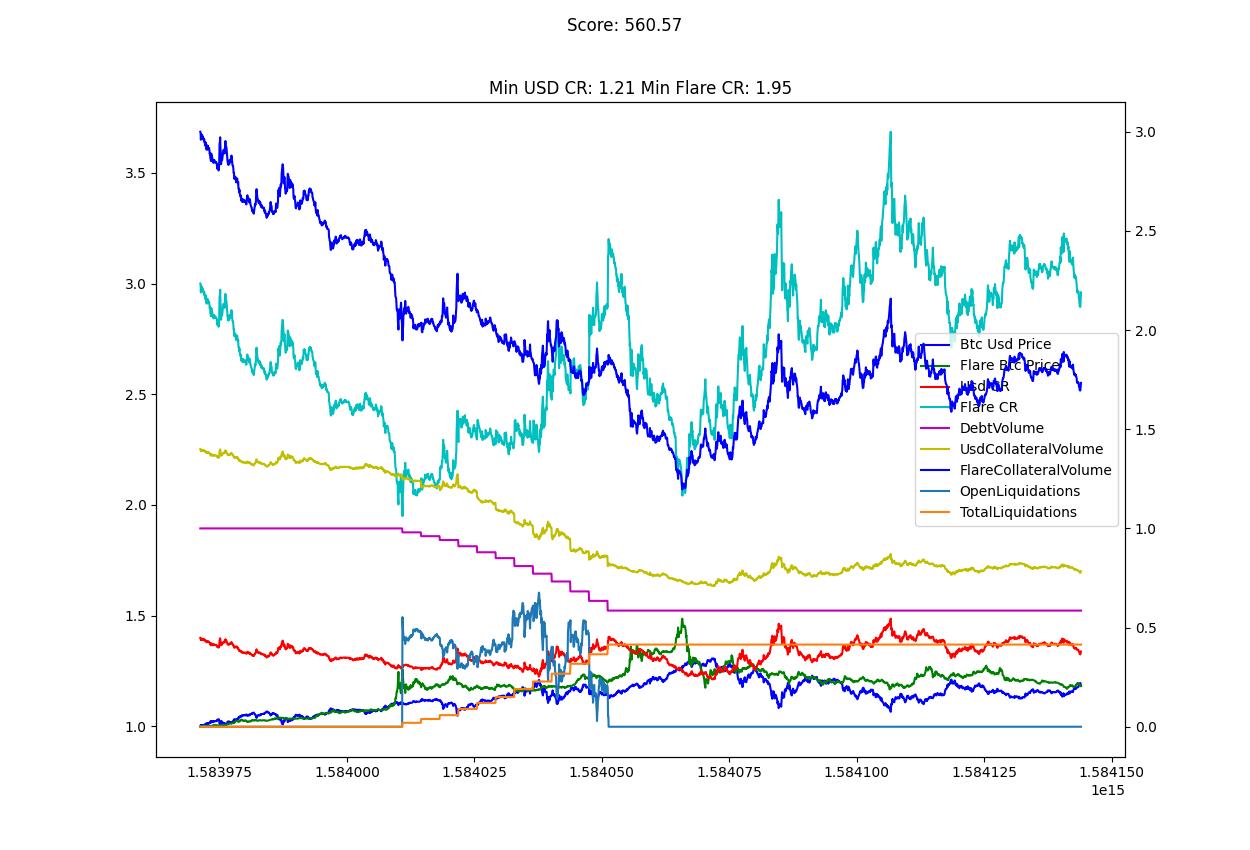 Score: 560.57
Min USD CR: 1.21 Min Flare CR: 1.95
3.5
3.0
2.5
2.0
1.5
1.0
3.0
2.5
2.0
1.5
1.0
0.5
0.0
Btc Usd Price
Flare Btc Price
Usd CR
Flare CR
DebtVolume
UsdCollateralVolume
FlareCollateralVolume
OpenLiquidations
TotalLiquidations
1.583975 1.584000 1.584025 1.584050 1.584075 1.584100 1.584125 1.584150
1e15